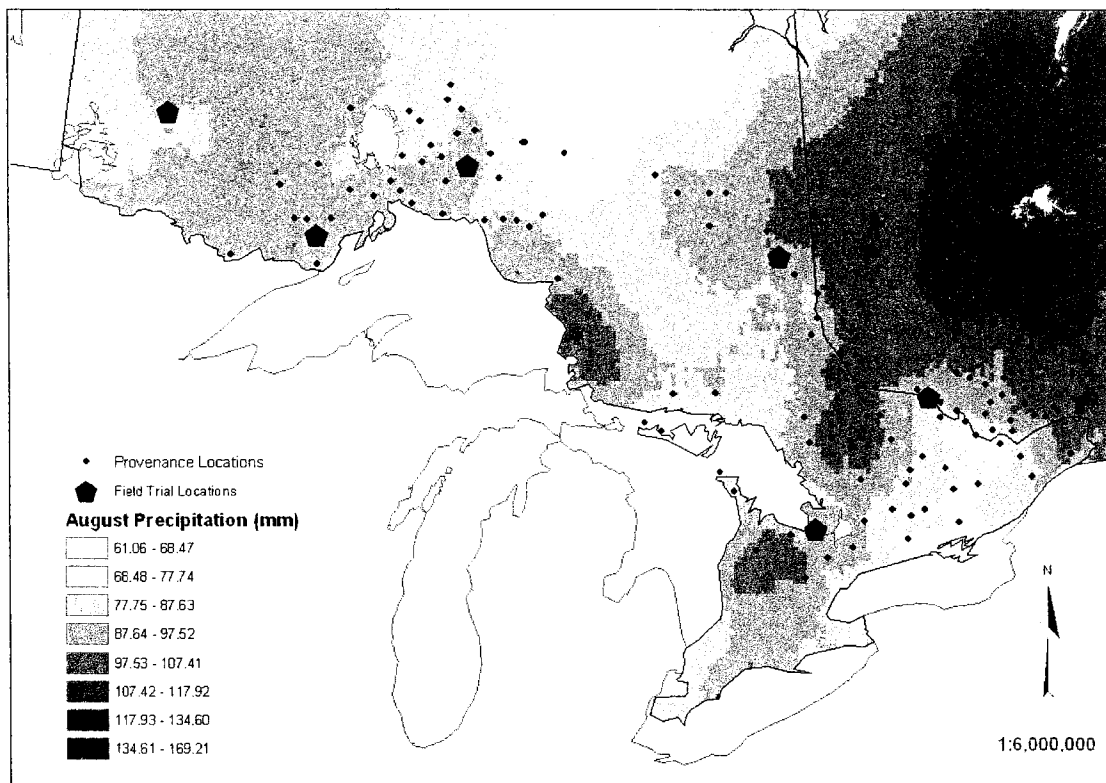 Provenance Locations
Field Trial Locations
August Precipitation (mm)
61.06 - 68.47
68.48 - 77.74
77.75 - 87.63
87.64 - 97.52
97.53 - 107.41
107.42 - 117.92
117.93 - 134.60
134.61 - 169.21
N
1:6,000,000